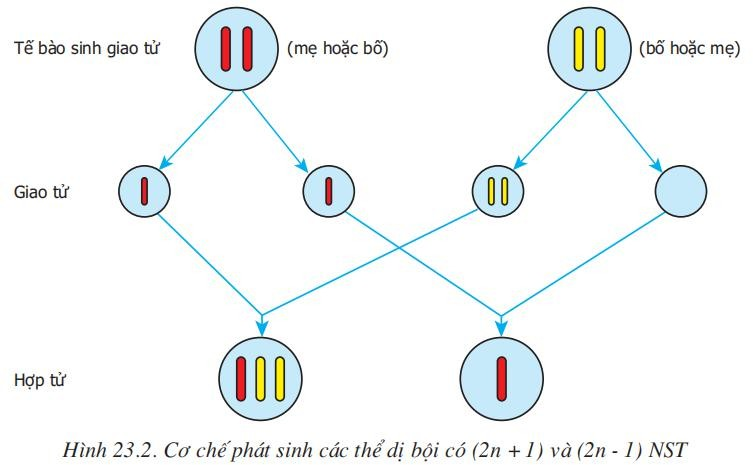 Tế bào sinh giao tử (mẹ hoặc bố) (bố hoặc mẹ)
Giao tử
Hợp tử
Hình 23.2. Cơ chế phát sinh các thể dị bội có (2n + 1) và (2n - 1) NST